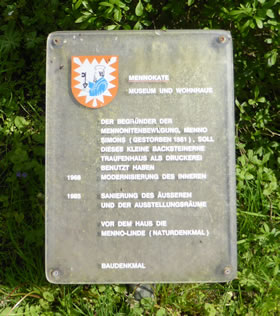 MENNOKATE
MUSEUM UND WOHNHAUS
DER BEGRÜNDER DER
MENNONITENBEWEGUNG, MENNO
SIMONS (GESTORBEN 1561), SOLL
DIESES KLEINE BACKSTEINERNE
TRAUFENHAUS ALS DRUCKEREI
BENUTZT HABEN
MODERNISIERUNG DES INNEREN
1985 SANIERUNG DES ÄUSSEREN
UND DER AUSSTELLUNGSRÄUME
VOR DEM HAUS DIE
MENNO-LINDE (NATURDENKMAL)
BAUDENKMAL